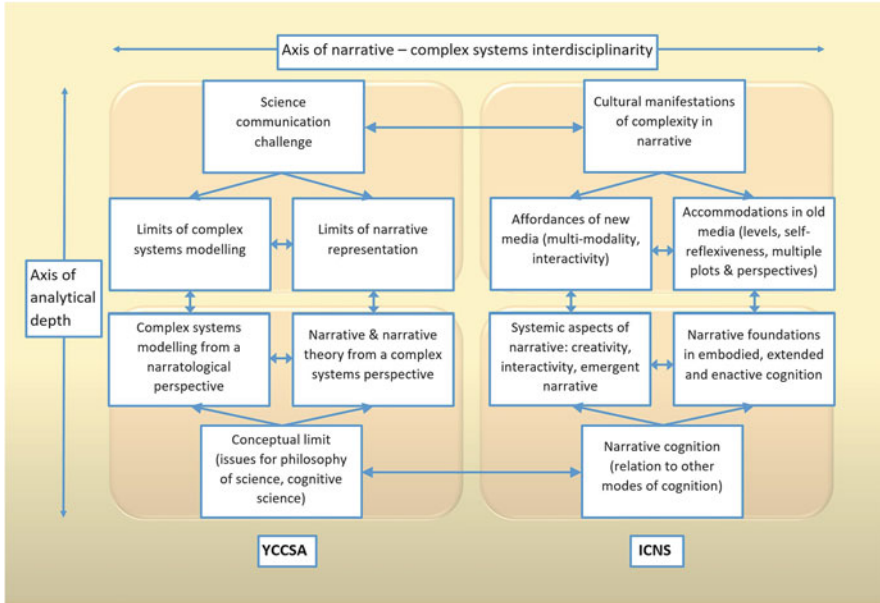 Axis of narrative – complex systems interdisciplinarity
Science
communication
challenge
Cultural manifestations
of complexity in
narrative
Limits of complex
systems modelling
Limits of narrative
representation
Affordances of new
media (multi-modality,
interactivity)
Accommodations in old
media (levels, self-
reflexiveness, multiple
plots & perspectives)
Axis of
analytical
depth
Complex systems
modelling from a
narratological
perspective
Narrative & narrative
theory from a complex
systems perspective
Systemic aspects of
narrative: creativity,
interactivity, emergent
narrative
Narrative foundations
in embodied, extended
and enactive cognition
Conceptual limit
(issues for philosophy
of science, cognitive
science)
Narrative cognition
(relation to other
modes of cognition)
YCCSA
ICNS